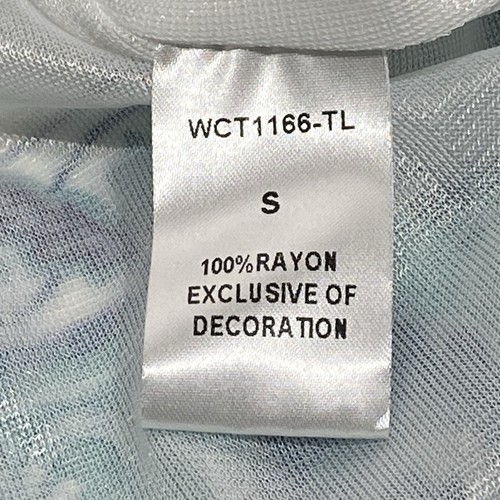 WCT1166-TL
S
100%RAYON
EXCLUSIVE OF
DECORATION